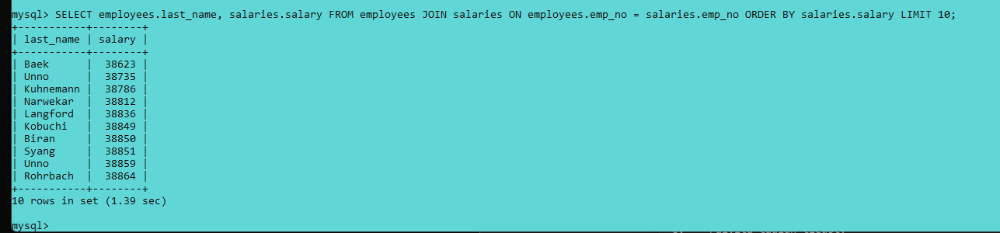 mysql> SELECT employees.last_name, salaries.salary FROM employees JOIN salaries ON employees.emp_no = salaries.emp_no ORDER BY salaries.salary LIMIT 10;
+-----------+--------+
| last_name | salary |
+-----------+--------+
| Baek      |  38623 |
| Unno      |  38735 |
| Kuhnemann |  38786 |
| Narwekar  |  38812 |
| Langford  |  38836 |
| Kobuchi   |  38849 |
| Biran     |  38850 |
| Syang     |  38851 |
| Unno      |  38859 |
| Rohrbach  |  38864 |
+-----------+--------+
10 rows in set (1.39 sec)
mysql>